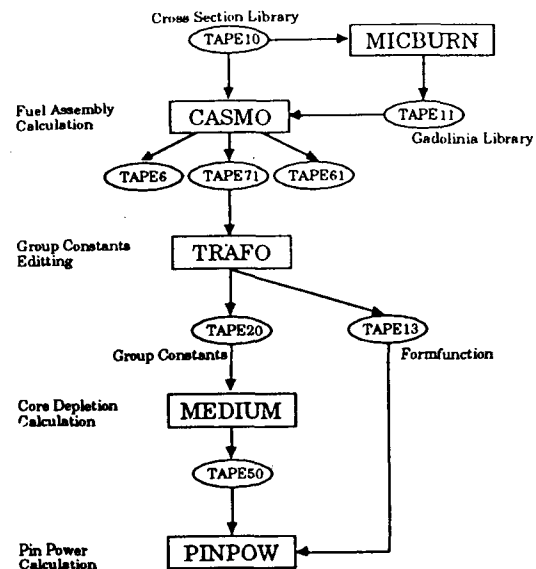 Cross Section Library
TAPE10
MICBURN
Fuel Assembly
Calculation
CASMO
TAPE11
Gadolinia Library
TAPE6
TAPE71
TAPE61
Group Constants
Editting
TRAFO
TAPE20
TAPE13
Group Constants
Formfunction
Core Depletion
Calculation
MEDIUM
TAPE50
Pin Power
Calculation
PINPOW